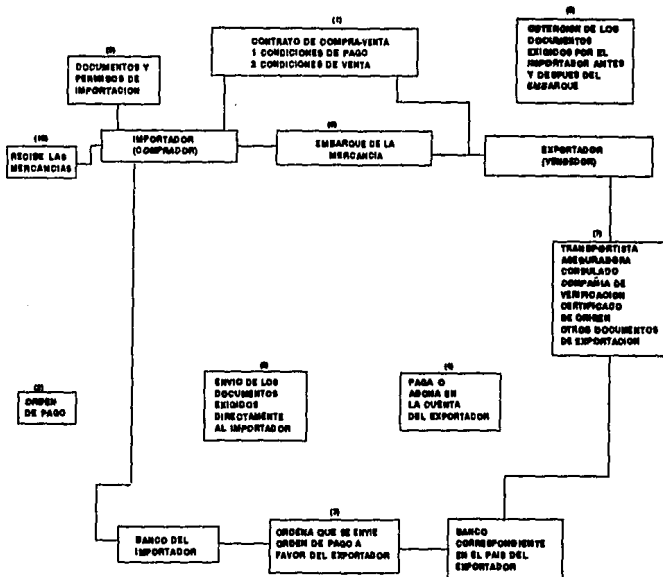 (1)
CONTRATO DE COMPRA-VENTA
1 CONDICIONES DE PAGO
2 CONDICIONES DE VENTA
OBTENCION DE LOS
DOCUMENTOS
EXIGIDOS POR EL
IMPORTADOR ANTES
Y DESPUES DEL
EMBARQUE
DOCUMENTOS Y
PERMISOS DE
IMPORTACION
(10)
RECIBE LAS
MERCANCIAS
IMPORTADOR
(COMPRADOR)
EMBARQUE DE LA
MERCANCIA
EXPORTADOR
(VENDEDOR)
(7)
TRANSPORTISTA
ASEGURADORA
CONSULADO
COMPAÑIA DE
VERIFICACION
CERTIFICADO
DE ORIGEN
OTROS DOCUMENTOS
DE EXPORTACION
(2)
ORDEN
DE PAGO
ENVIO DE LOS
DOCUMENTOS
EXIGIDOS
DIRECTAMENTE
AL IMPORTADOR
(4)
PAGA O
ABONA EN
LA CUENTA
DEL EXPORTADOR
BANCO DEL
IMPORTADOR
(3)
ORDENA QUE SE ENVIE
ORDEN DE PAGO A
FAVOR DEL EXPORTADOR
BANCO
CORRESPONDIENTE
EN EL PAIS DEL
EXPORTADOR